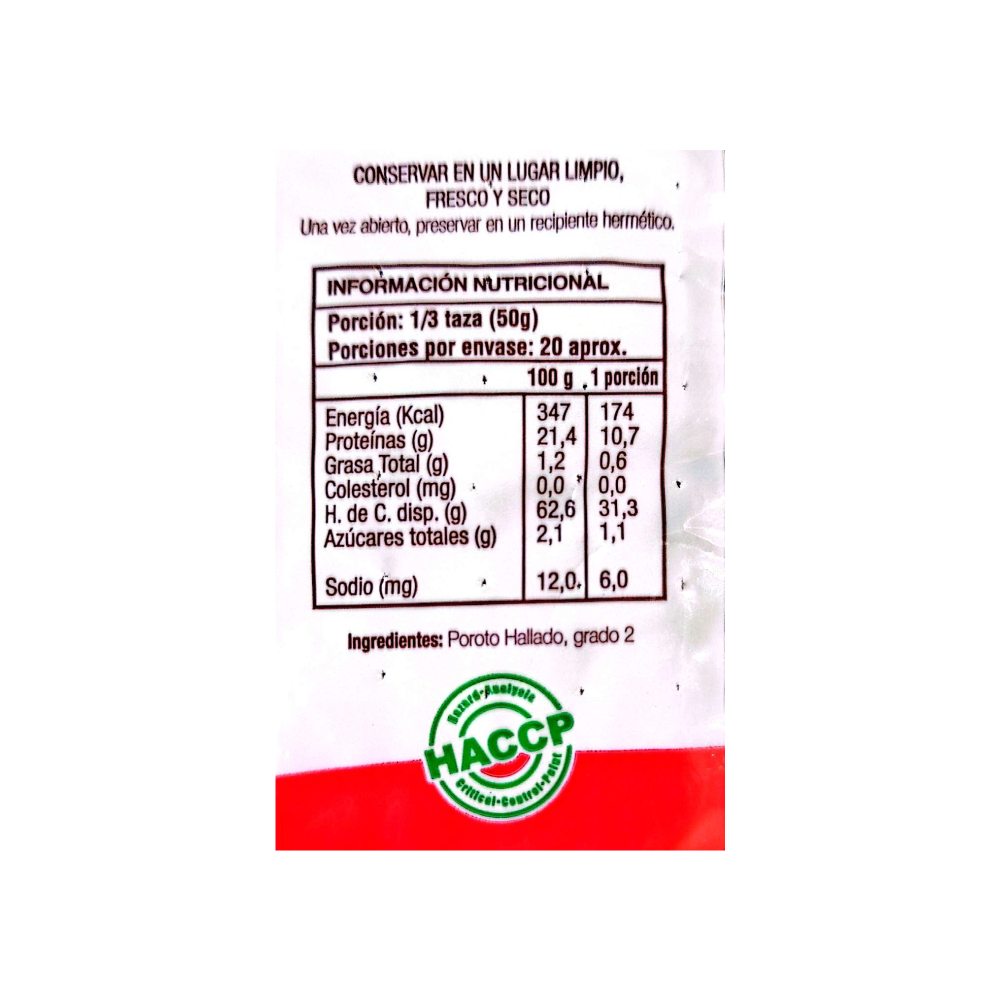 CONSERVAR EN UN LUGAR LIMPIO,
FRESCO Y SECO
Una vez abierto, preservar en un recipiente hermético.
INFORMACIÓN NUTRICIONAL
Porción: 1/3 taza (50g)
Porciones por envase: 20 aprox.
100 g 1 porción
Energía (Kcal) 347 174
Proteínas (g) 21,4 10,7
Grasa Total (g) 1,2 0,6
Colesterol (mg) 0,0 0,0
H. de C. disp. (g) 62,6 31,3
Azúcares totales (g) 2,1 1,1
Sodio (mg) 12,0 6,0
Ingredientes: Poroto Hallado, grado 2
Hazard-Analysis
HACCP
Critical-Control-Point